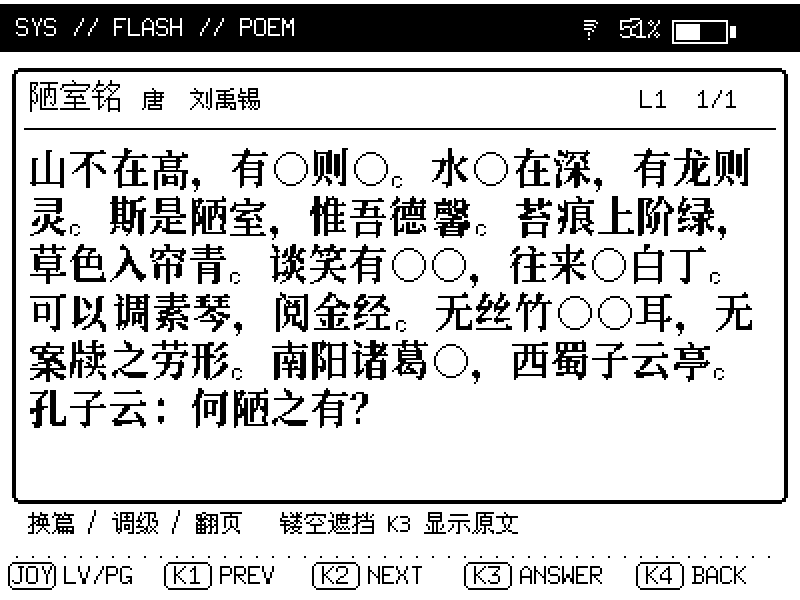 SYS // FLASH // POEM 51%
陋室铭 唐 刘禹锡 L1 1/1
山不在高，有○则○。水○在深，有龙则
灵。斯是陋室，惟吾德馨。苔痕上阶绿，
草色入帘青。谈笑有○○，往来○白丁。
可以调素琴，阅金经。无丝竹○○耳，无
案牍之劳形。南阳诸葛○，西蜀子云亭。
孔子云：何陋之有？
换篇 / 调级 / 翻页 镂空遮挡 K3 显示原文
JOY LV/PG K1 PREV K2 NEXT K3 ANSWER K4 BACK